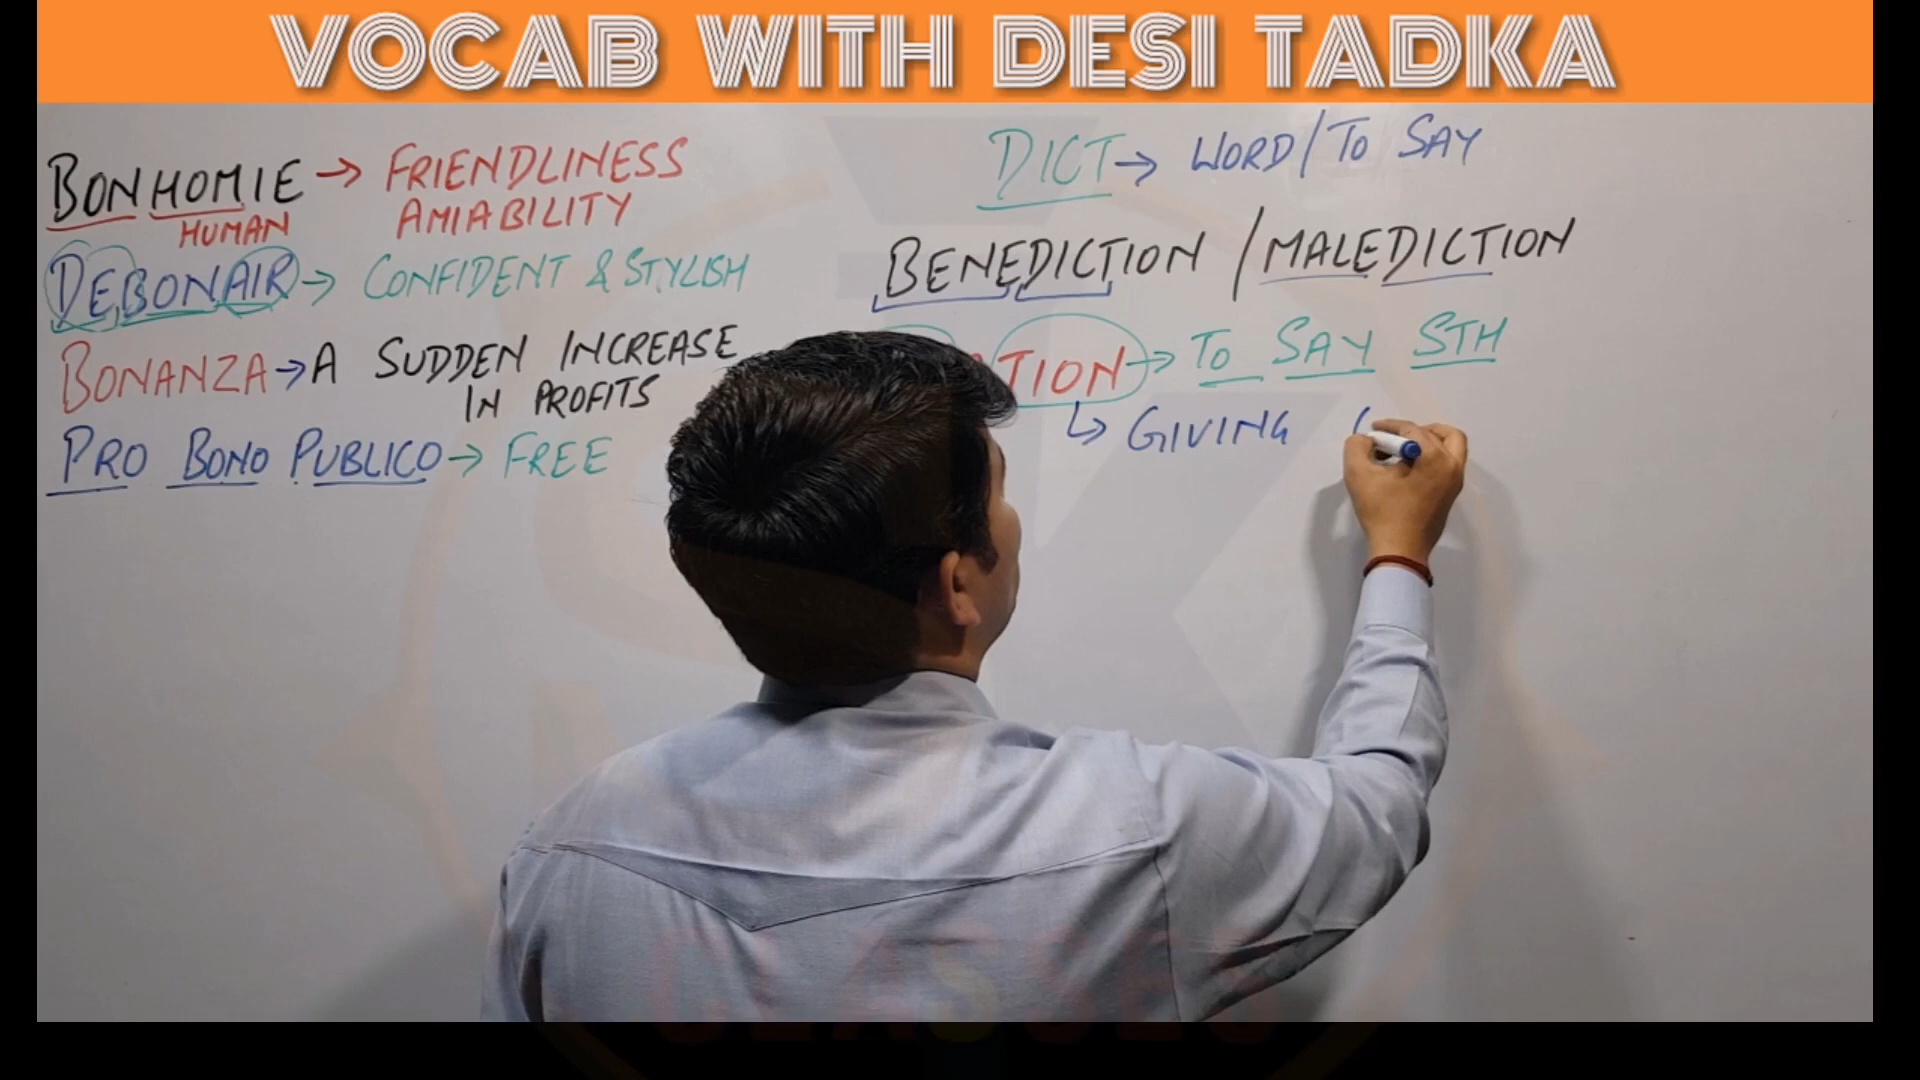 VOCAB WITH DESI TADKA
BONHOMIE → FRIENDLINESS
HUMAN AMIABILITY
DEBONAIR → CONFIDENT & STYLISH
BONANZA → A SUDDEN INCREASE
IN PROFITS
PRO BONO PUBLICO → FREE
DICT → WORD/TO SAY
BENEDICTION / MALEDICTION
TION → TO SAY STH
↳ GIVING
CLASSES